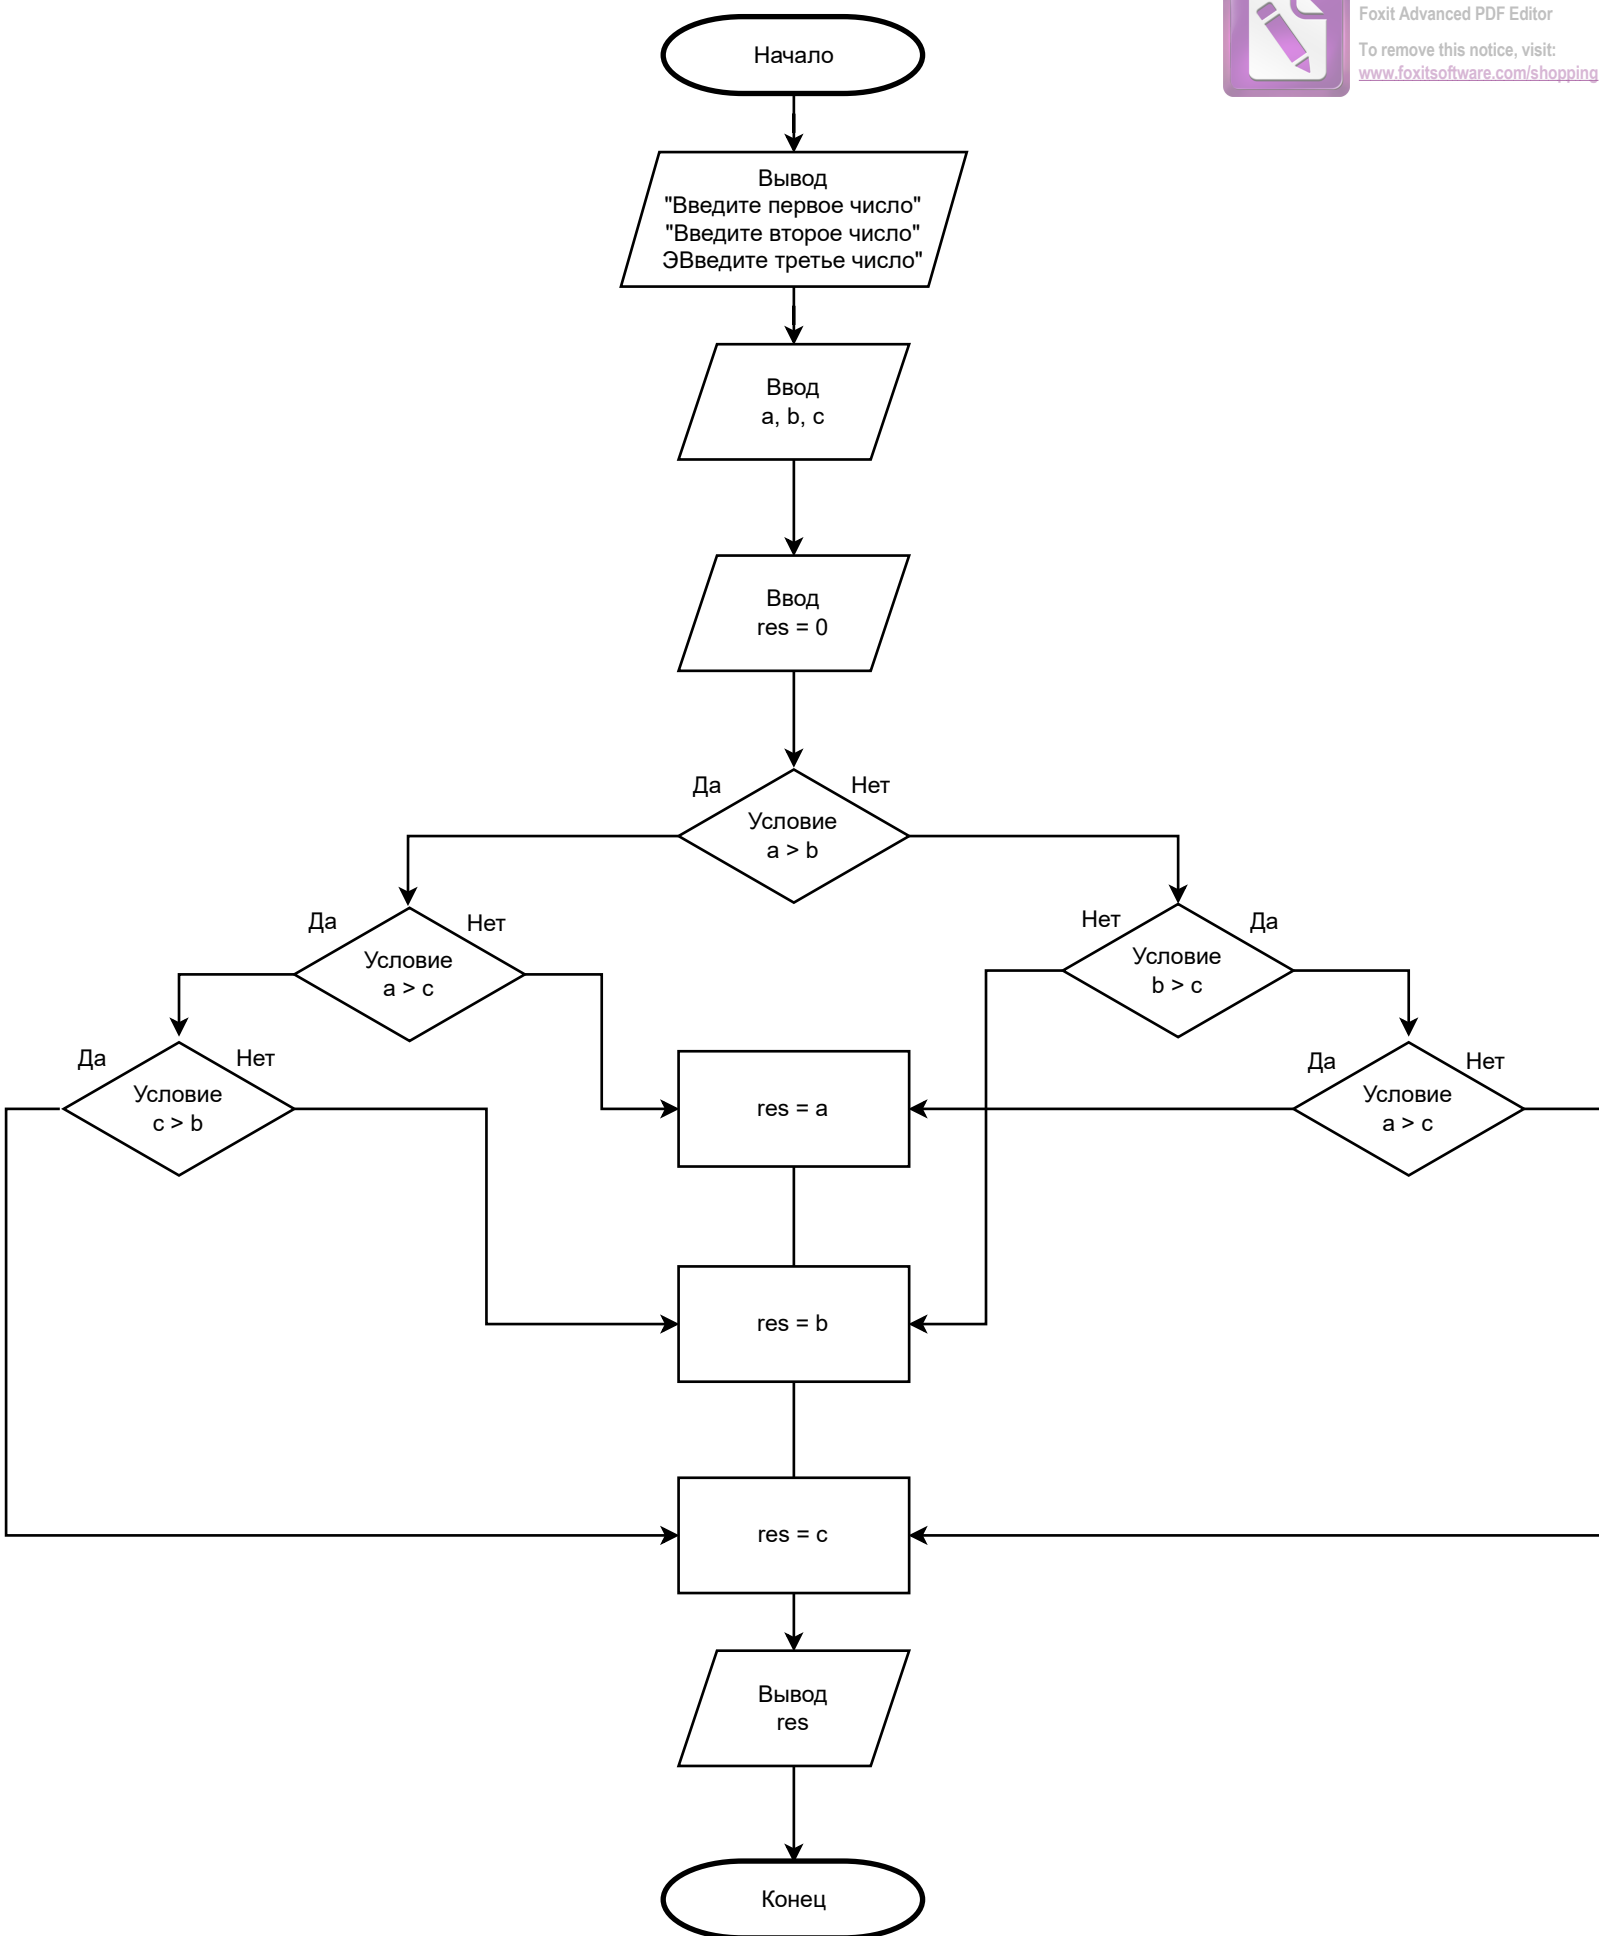 Foxit Advanced PDF Editor
To remove this notice, visit:
www.foxitsoftware.com/shopping
Начало
Вывод
"Введите первое число"
"Введите второе число"
ЭВведите третье число"
Ввод
a, b, c
Ввод
res = 0
Да
Нет
Условие
a > b
Да
Нет
Условие
a > c
Нет
Да
Условие
b > c
Да
Нет
Условие
c > b
Да
Нет
Условие
a > c
res = a
res = b
res = c
Вывод
res
Конец